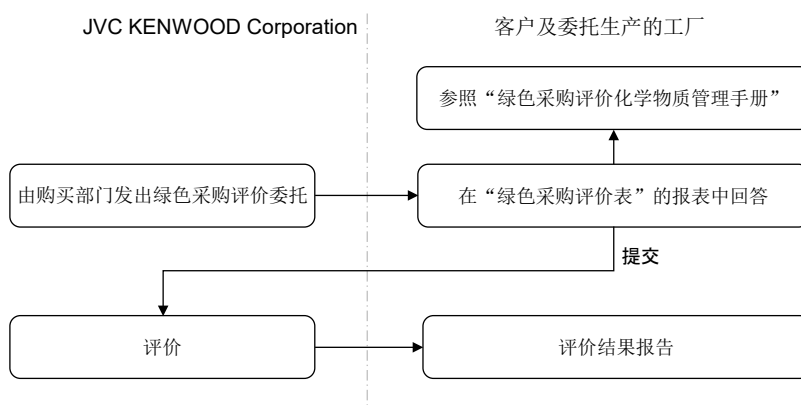 JVC KENWOOD Corporation
客户及委托生产的工厂
参照“绿色采购评价化学物质管理手册”
由购买部门发出绿色采购评价委托
在“绿色采购评价表”的报表中回答
提交
评价
评价结果报告